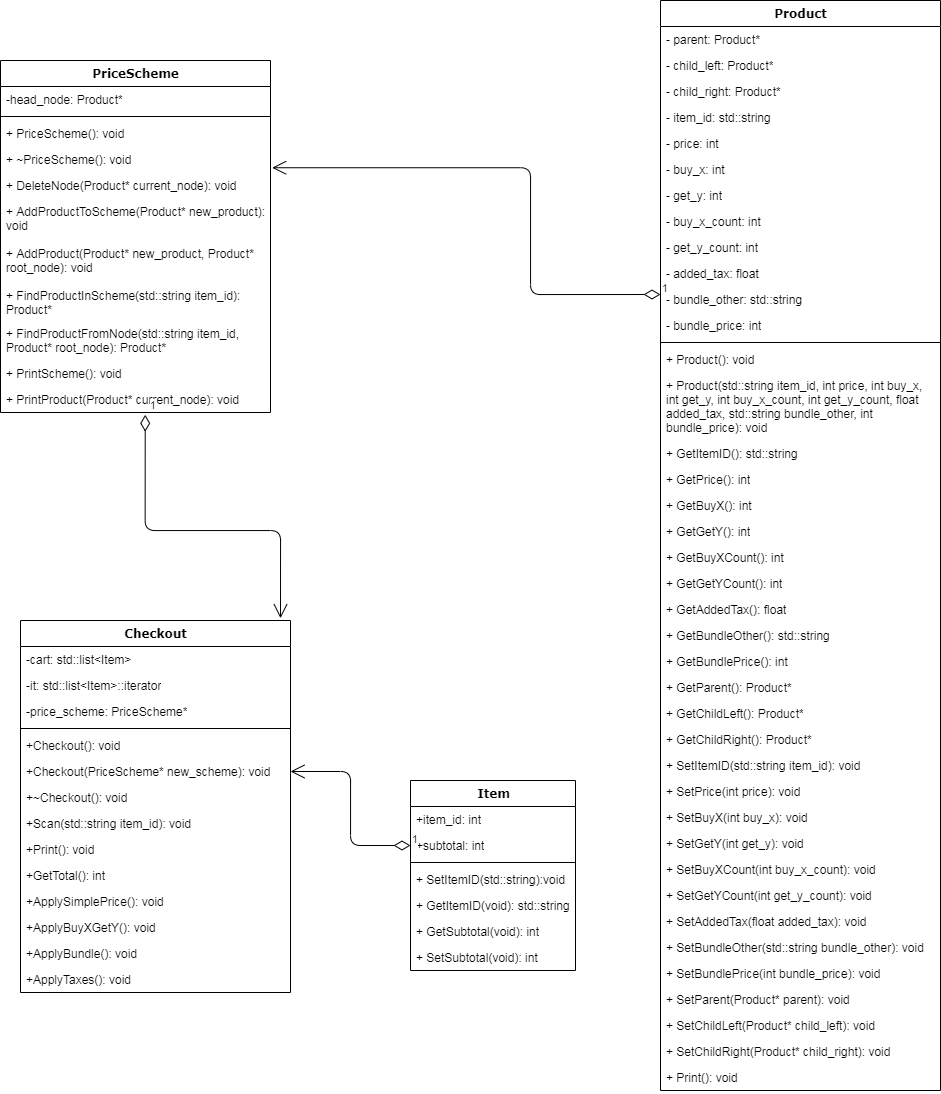 Product
- parent: Product*
- child_left: Product*
- child_right: Product*
- item_id: std::string
- price: int
- buy_x: int
- get_y: int
- buy_x_count: int
- get_y_count: int
- added_tax: float
- bundle_other: std::string
- bundle_price: int
+ Product(): void
+ Product(std::string item_id, int price, int buy_x,
int get_y, int buy_x_count, int get_y_count, float
added_tax, std::string bundle_other, int
bundle_price): void
+ GetItemID(): std::string
+ GetPrice(): int
+ GetBuyX(): int
+ GetGetY(): int
+ GetBuyXCount(): int
+ GetGetYCount(): int
+ GetAddedTax(): float
+ GetBundleOther(): std::string
+ GetBundlePrice(): int
+ GetParent(): Product*
+ GetChildLeft(): Product*
+ GetChildRight(): Product*
+ SetItemID(std::string item_id): void
+ SetPrice(int price): void
+ SetBuyX(int buy_x): void
+ SetGetY(int get_y): void
+ SetBuyXCount(int buy_x_count): void
+ SetGetYCount(int get_y_count): void
+ SetAddedTax(float added_tax): void
+ SetBundleOther(std::string bundle_other): void
+ SetBundlePrice(int bundle_price): void
+ SetParent(Product* parent): void
+ SetChildLeft(Product* child_left): void
+ SetChildRight(Product* child_right): void
+ Print(): void
1
PriceScheme
-head_node: Product*
+ PriceScheme(): void
+ ~PriceScheme(): void
+ DeleteNode(Product* current_node): void
+ AddProductToScheme(Product* new_product):
void
+ AddProduct(Product* new_product, Product*
root_node): void
+ FindProductInScheme(std::string item_id):
Product*
+ FindProductFromNode(std::string item_id,
Product* root_node): Product*
+ PrintScheme(): void
+ PrintProduct(Product* current_node): void
1
Checkout
-cart: std::list<Item>
-it: std::list<Item>::iterator
-price_scheme: PriceScheme*
+Checkout(): void
+Checkout(PriceScheme* new_scheme): void
+~Checkout(): void
+Scan(std::string item_id): void
+Print(): void
+GetTotal(): int
+ApplySimplePrice(): void
+ApplyBuyXGetY(): void
+ApplyBundle(): void
+ApplyTaxes(): void
Item
+item_id: int
1
+subtotal: int
+ SetItemID(std::string):void
+ GetItemID(void): std::string
+ GetSubtotal(void): int
+ SetSubtotal(void): int